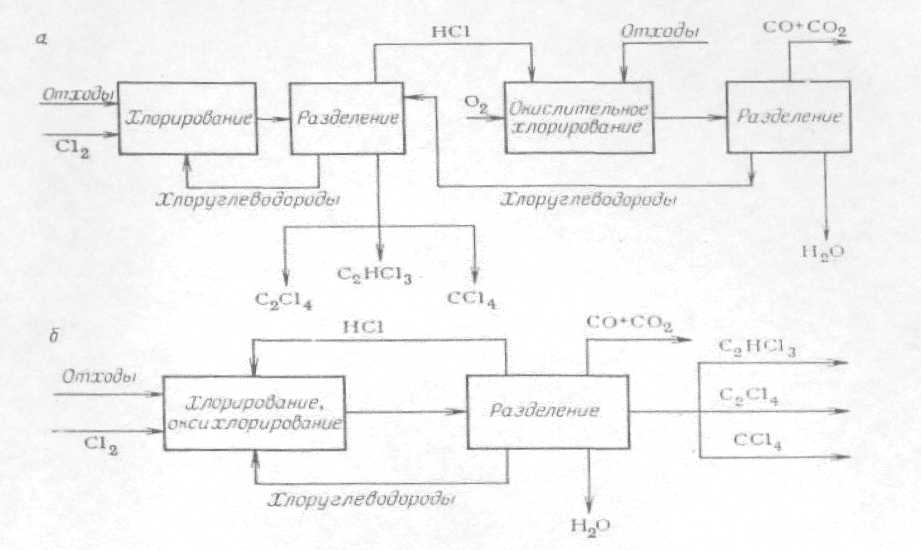 а
HCl
Отходы
CO+CO₂
Отходы
Cl₂
Хлорирование
Разделение
O₂
Окислительное
хлорирование
Разделение
Хлоруглеводороды
Хлоруглеводороды
H₂O
C₂Cl₄
C₂HCl₃
CCl₄
б
HCl
CO+CO₂
C₂HCl₃
Отходы
Cl₂
Хлорирование,
оксихлорирование
Разделение
C₂Cl₄
CCl₄
Хлоруглеводороды
H₂O